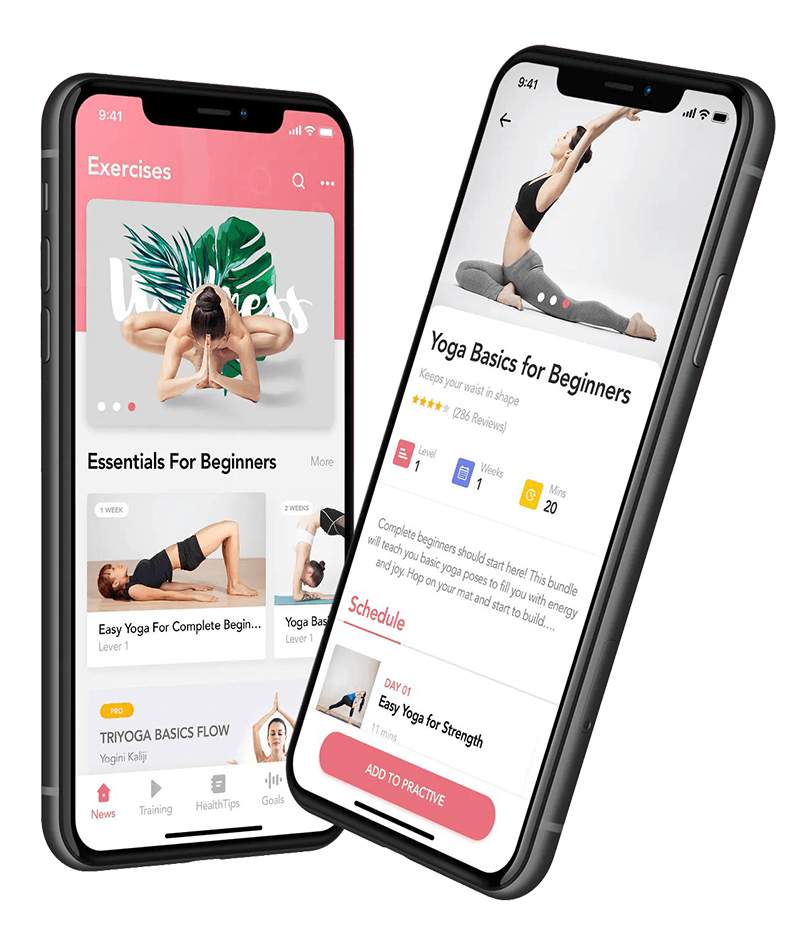 9:41
Exercises
Wellness
Essentials For Beginners
More
1 WEEK
2 WEEKS
Easy Yoga For Complete Begin...
Lever 1
Yoga Bas
Lever 1
PRO
TRIYOGA BASICS FLOW
Yogini Kaliji
News
Training
HealthTips
Goals
9:41
Yoga Basics for Beginners
Keeps your waist in shape
(286 Reviews)
Level
1
Weeks
1
Mins
20
Complete beginners should start here! This bundle
will teach you basic yoga poses to fill you with energy
and joy. Hop on your mat and start to build....
Schedule
DAY 01
Easy Yoga for Strength
11 mins
ADD TO PRACTIVE